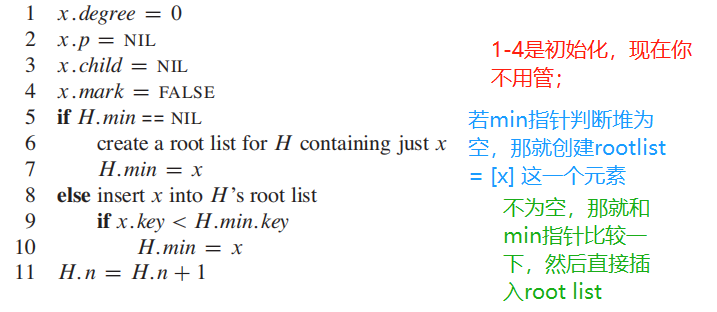 1 x.degree = 0
2 x.p = NIL
3 x.child = NIL
4 x.mark = FALSE
5 if H.min == NIL
6 create a root list for H containing just x
7 H.min = x
8 else insert x into H's root list
9 if x.key < H.min.key
10 H.min = x
11 H.n = H.n + 1
1-4是初始化，现在你
不用管；
若min指针判断堆为
空，那就创建rootlist
= [x] 这一个元素
不为空，那就和
min指针比较一
下，然后直接插
入root list